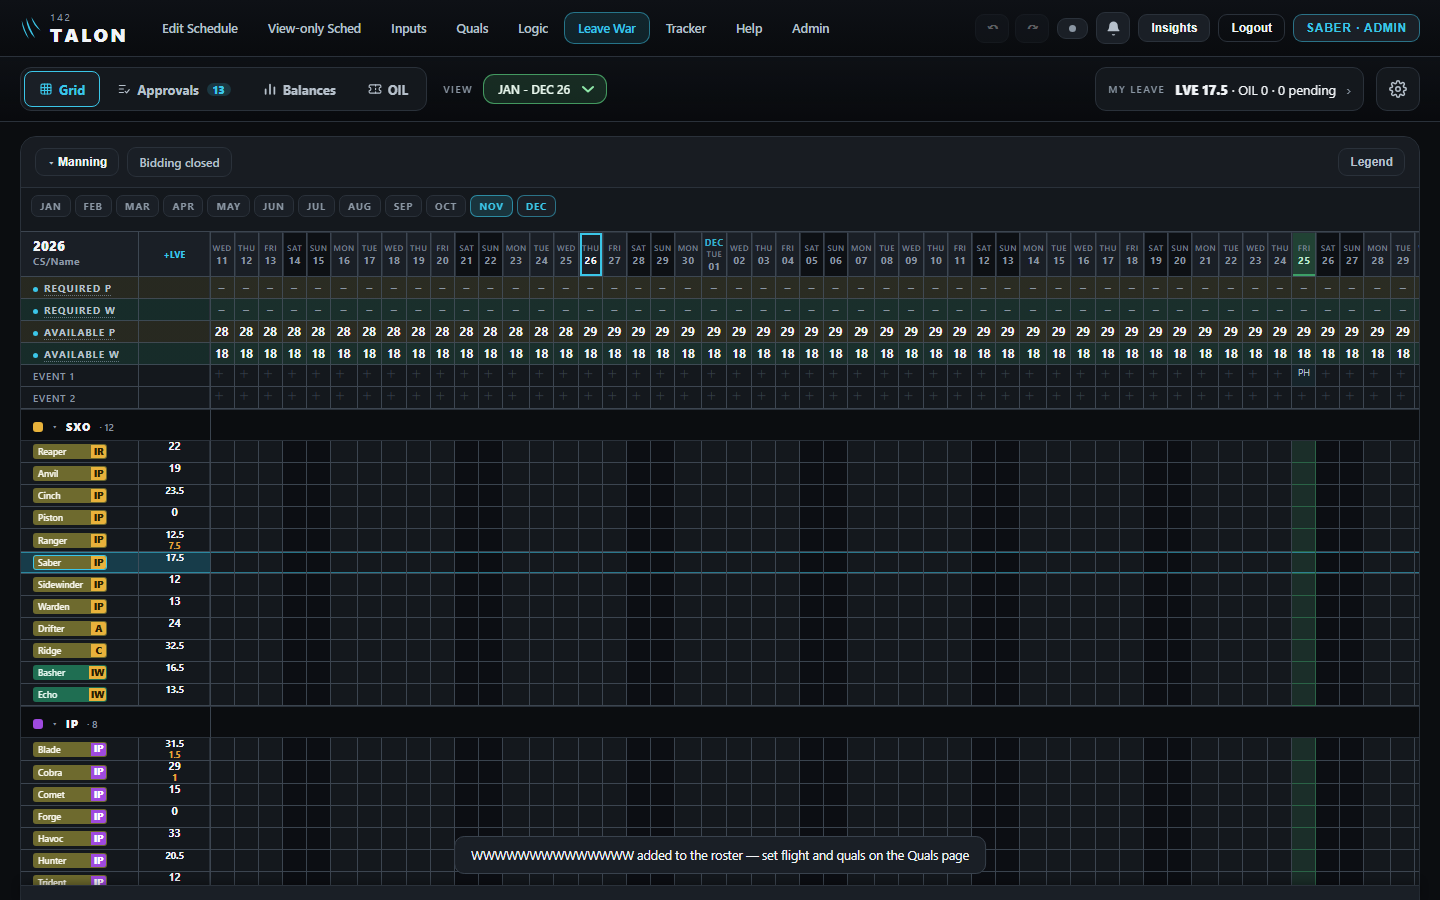 142
TALON
Edit Schedule
View-only Sched
Inputs
Quals
Logic
Leave War
Tracker
Help
Admin
Insights
Logout
SABER · ADMIN
Grid
Approvals 13
Balances
OIL
VIEW
JAN - DEC 26
MY LEAVE LVE 17.5 · OIL 0 · 0 pending ›
Manning
Bidding closed
Legend
JAN FEB MAR APR MAY JUN JUL AUG SEP OCT NOV DEC
2026
CS/Name
+LVE
DEC
WED THU FRI SAT SUN MON TUE WED THU FRI SAT SUN MON TUE WED THU FRI SAT SUN MON TUE WED THU FRI SAT SUN MON TUE WED THU FRI SAT SUN MON TUE WED THU FRI SAT SUN MON TUE WED THU FRI SAT SUN MON TUE
11 12 13 14 15 16 17 18 19 20 21 22 23 24 25 26 27 28 29 30 01 02 03 04 05 06 07 08 09 10 11 12 13 14 15 16 17 18 19 20 21 22 23 24 25 26 27 28 29
REQUIRED P – – – – – – – – – – – – – – – – – – – – – – – – – – – – – – – – – – – – – – – – – – – – – – – – –
REQUIRED W – – – – – – – – – – – – – – – – – – – – – – – – – – – – – – – – – – – – – – – – – – – – – – – – –
AVAILABLE P 28 28 28 28 28 28 28 28 28 28 28 28 28 28 28 29 29 29 29 29 29 29 29 29 29 29 29 29 29 29 29 29 29 29 29 29 29 29 29 29 29 29 29 29 29 29 29 29 29
AVAILABLE W 18 18 18 18 18 18 18 18 18 18 18 18 18 18 18 18 18 18 18 18 18 18 18 18 18 18 18 18 18 18 18 18 18 18 18 18 18 18 18 18 18 18 18 18 18 18 18 18 18
EVENT 1 + + + + + + + + + + + + + + + + + + + + + + + + + + + + + + + + + + + + + + + + + + + + PH + + + +
EVENT 2 + + + + + + + + + + + + + + + + + + + + + + + + + + + + + + + + + + + + + + + + + + + + + + + + +
SXO · 12
Reaper IR 22
Anvil IP 19
Cinch IP 23.5
Piston IP 0
Ranger IP 12.5
7.5
Saber IP 17.5
Sidewinder IP 12
Warden IP 13
Drifter A 24
Ridge C 32.5
Basher IW 16.5
Echo IW 13.5
IP · 8
Blade IP 31.5
1.5
Cobra IP 29
1
Comet IP 15
Forge IP 0
Havoc IP 33
Hunter IP 20.5
Trident IP 12
WWWWWWWWWWWWWW added to the roster — set flight and quals on the Quals page